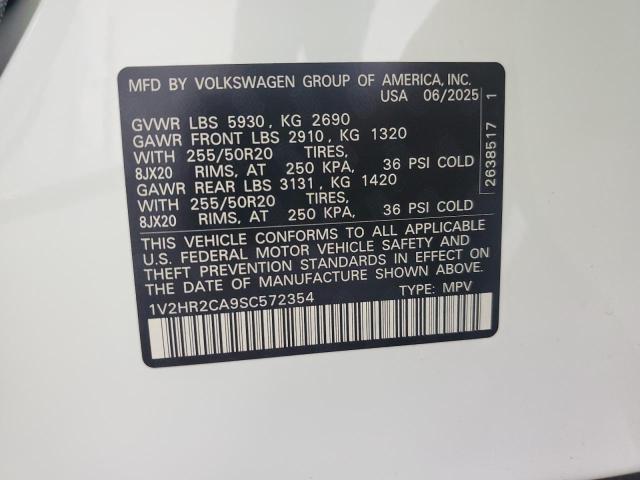 MFD BY VOLKSWAGEN GROUP OF AMERICA, INC.
USA 06/2025
GVWR LBS 5930, KG 2690
GAWR FRONT LBS 2910, KG 1320
WITH 255/50R20 TIRES,
8JX20 RIMS, AT 250 KPA, 36 PSI COLD
GAWR REAR LBS 3131, KG 1420
WITH 255/50R20 TIRES,
8JX20 RIMS, AT 250 KPA, 36 PSI COLD
THIS VEHICLE CONFORMS TO ALL APPLICABLE
U.S. FEDERAL MOTOR VEHICLE SAFETY AND
THEFT PREVENTION STANDARDS IN EFFECT ON
THE DATE OF MANUFACTURE SHOWN ABOVE.
1V2HR2CA9SC572354 TYPE: MPV
2638517 1